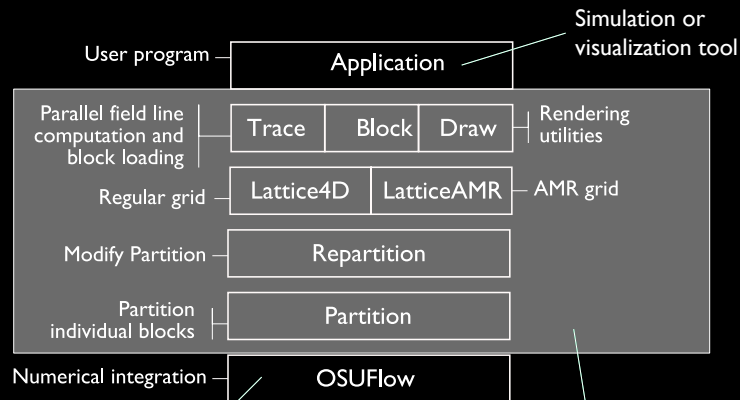 Simulation or
visualization tool
User program
Application
Parallel field line
computation and
block loading
Trace
Block
Draw
Rendering
utilities
Regular grid
Lattice4D
LatticeAMR
AMR grid
Modify Partition
Repartition
Partition
individual blocks
Partition
Numerical integration
OSUFlow